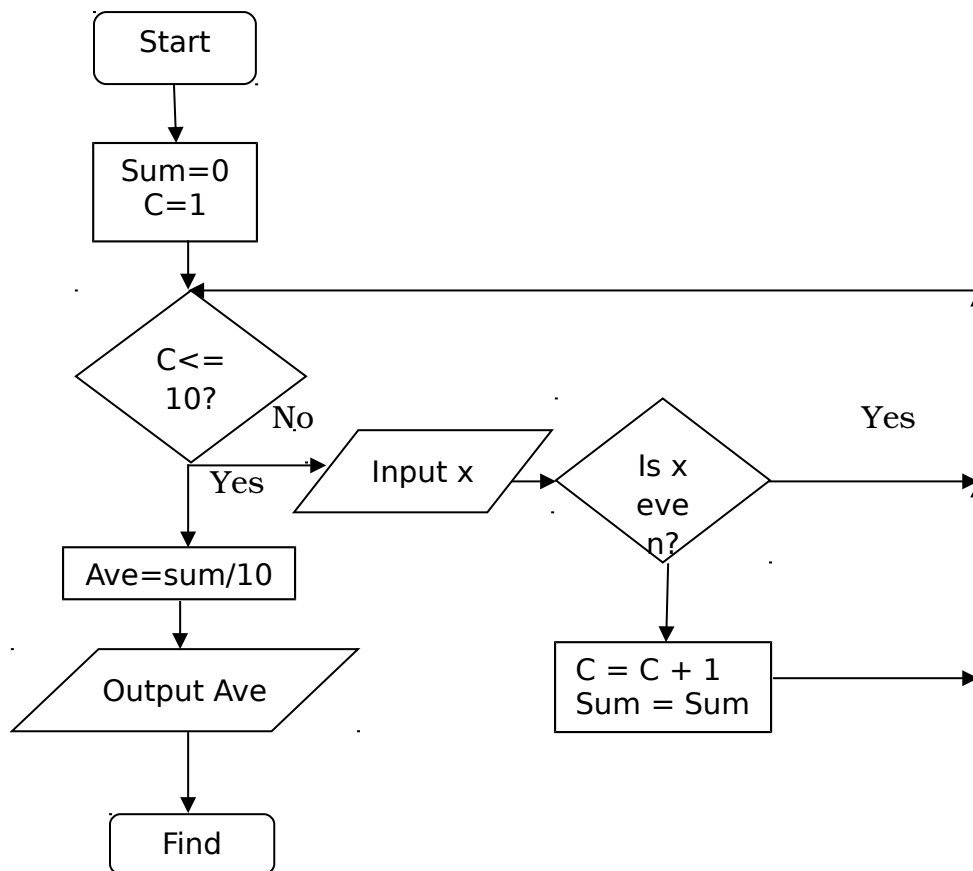 Start
Sum=0
C=1
C<=
10?
No
Yes
Input x
Is x
eve
n?
Yes
Ave=sum/10
C = C + 1
Sum = Sum
Output Ave
Find